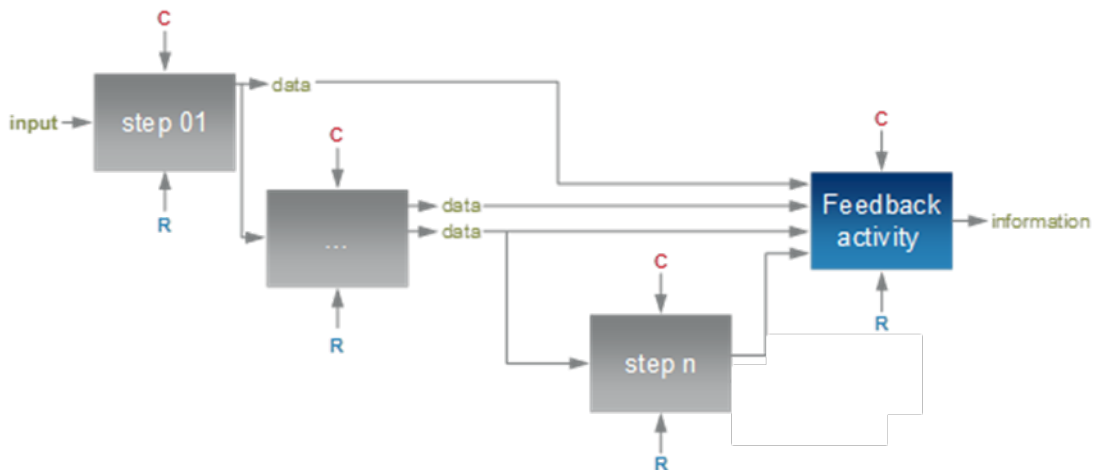 C
input
step 01
data
R
C
...
data
data
R
C
step n
R
C
Feedback
activity
information
R